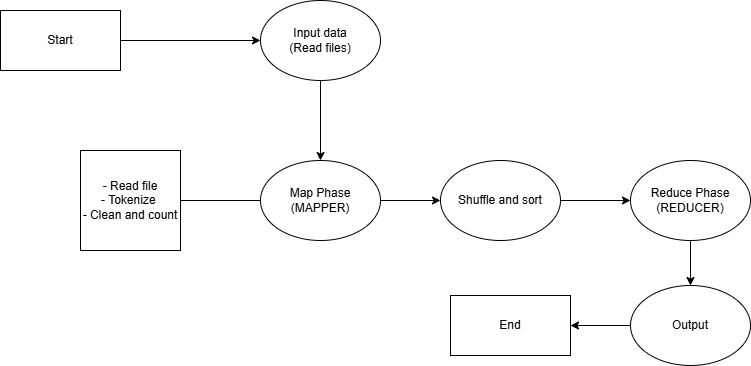 Start
Input data
(Read files)
- Read file
- Tokenize
- Clean and count
Map Phase
(MAPPER)
Shuffle and sort
Reduce Phase
(REDUCER)
End
Output